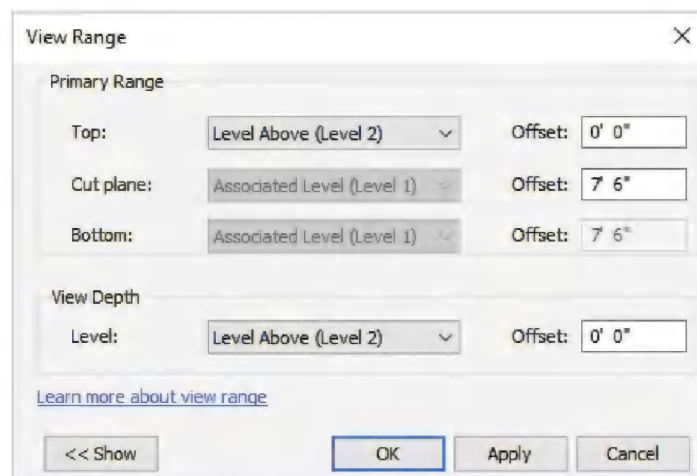 View Range
Primary Range
Top: Level Above (Level 2) Offset: 0' 0"
Cut plane: Associated Level (Level 1) Offset: 7' 6"
Bottom: Associated Level (Level 1) Offset: 7' 6"
View Depth
Level: Level Above (Level 2) Offset: 0' 0"
Learn more about view range
<< Show OK Apply Cancel